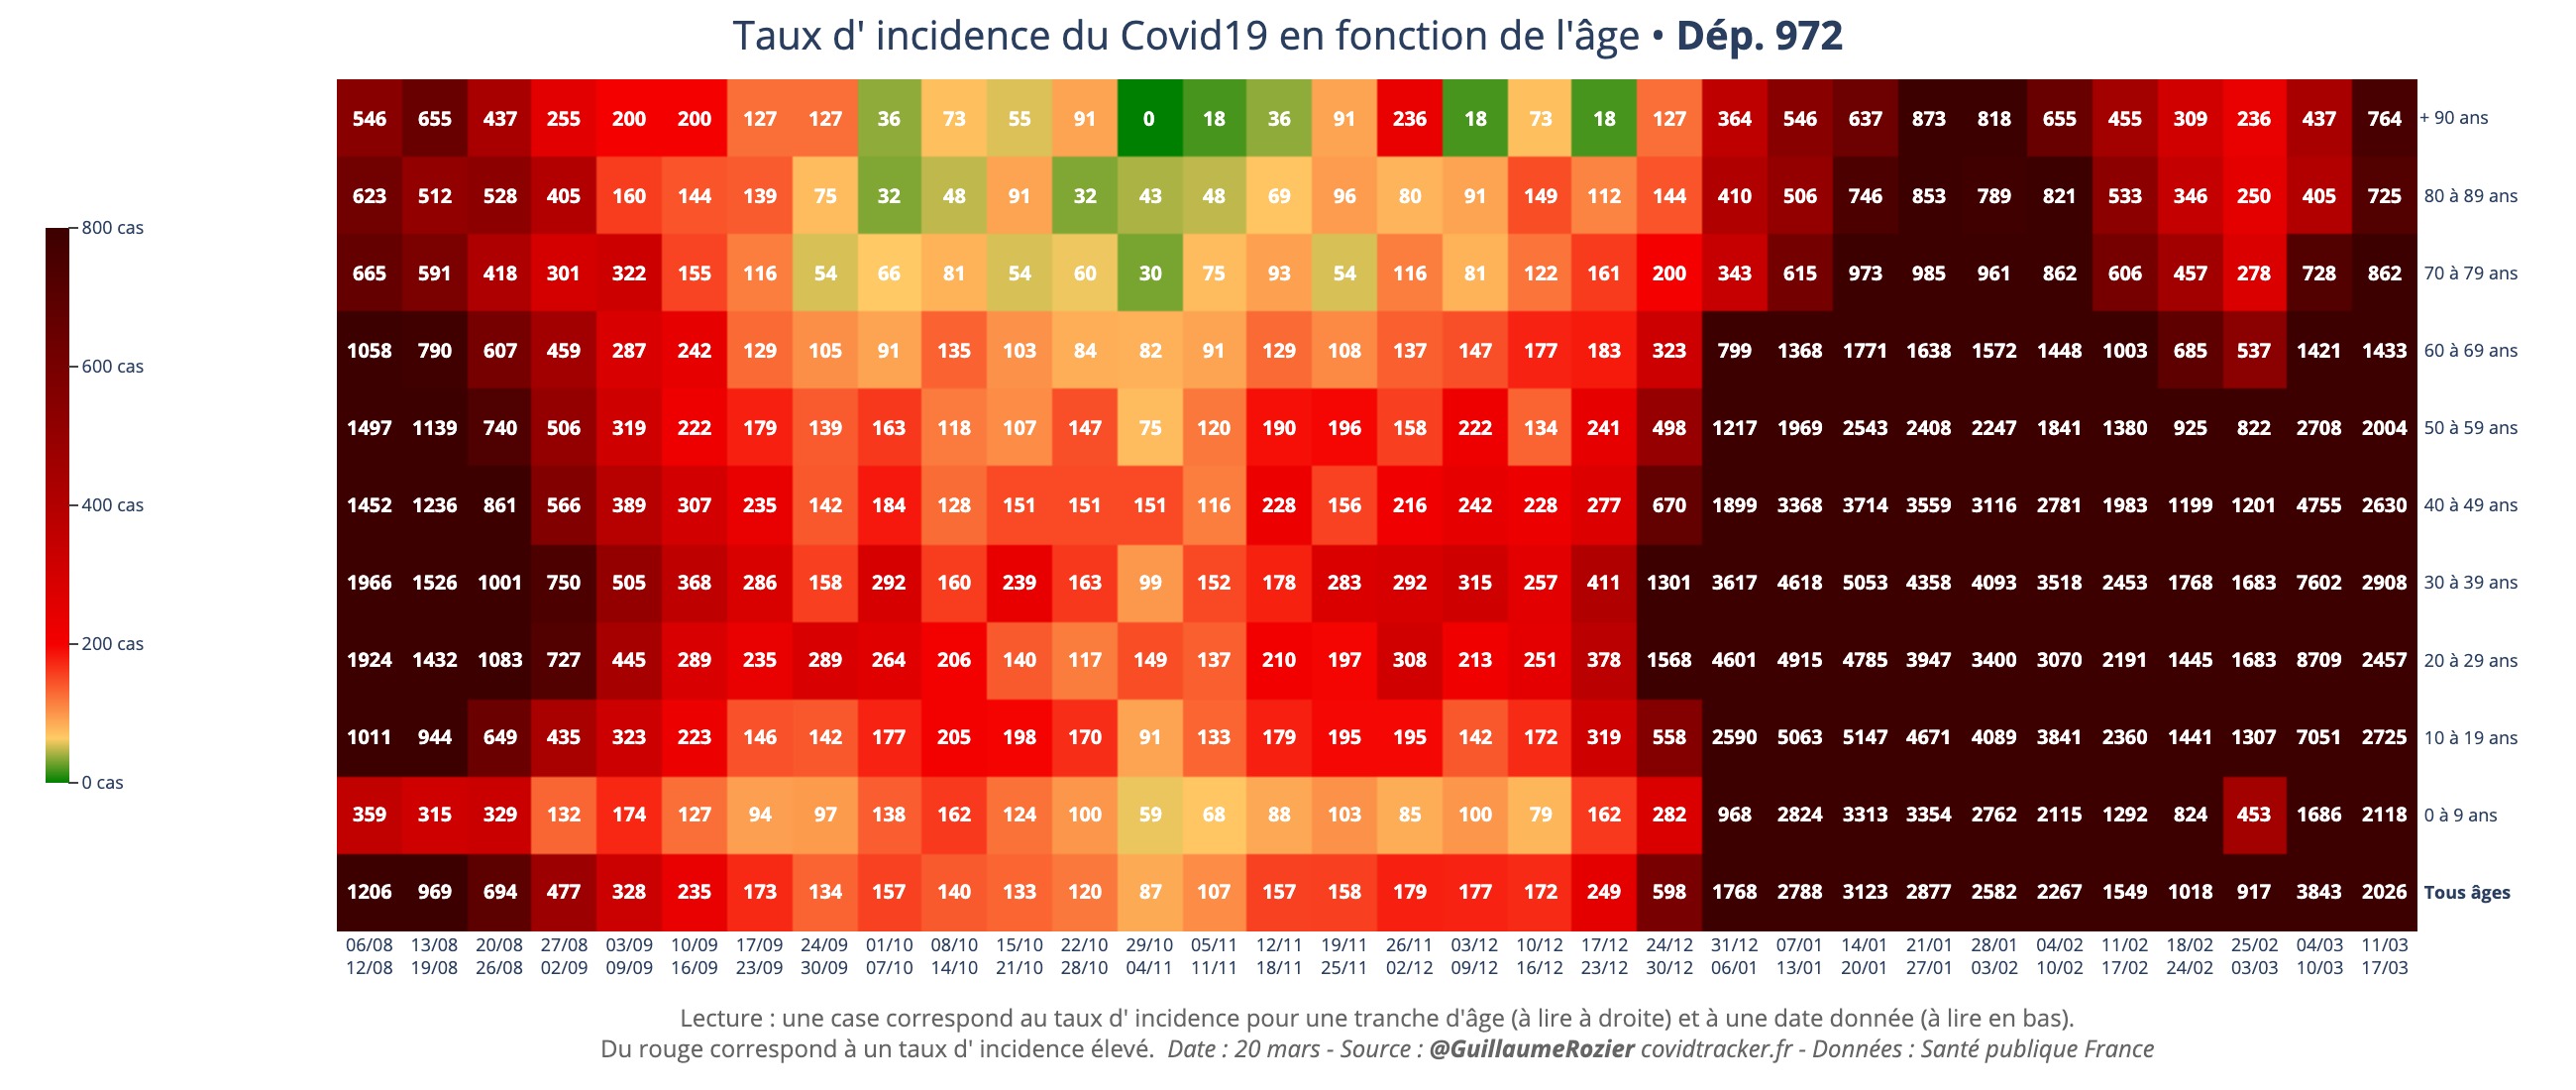 Taux d' incidence du Covid19 en fonction de l'âge • Dép. 972
546 655 437 255 200 200 127 127 36 73 55 91 0 18 36 91 236 18 73 18 127 364 546 637 873 818 655 455 309 236 437 764 + 90 ans
623 512 528 405 160 144 139 75 32 48 91 32 43 48 69 96 80 91 149 112 144 410 506 746 853 789 821 533 346 250 405 725 80 à 89 ans
800 cas
665 591 418 301 322 155 116 54 66 81 54 60 30 75 93 54 116 81 122 161 200 343 615 973 985 961 862 606 457 278 728 862 70 à 79 ans
1058 790 607 459 287 242 129 105 91 135 103 84 82 91 129 108 137 147 177 183 323 799 1368 1771 1638 1572 1448 1003 685 537 1421 1433 60 à 69 ans
600 cas
1497 1139 740 506 319 222 179 139 163 118 107 147 75 120 190 196 158 222 134 241 498 1217 1969 2543 2408 2247 1841 1380 925 822 2708 2004 50 à 59 ans
400 cas
1452 1236 861 566 389 307 235 142 184 128 151 151 151 116 228 156 216 242 228 277 670 1899 3368 3714 3559 3116 2781 1983 1199 1201 4755 2630 40 à 49 ans
1966 1526 1001 750 505 368 286 158 292 160 239 163 99 152 178 283 292 315 257 411 1301 3617 4618 5053 4358 4093 3518 2453 1768 1683 7602 2908 30 à 39 ans
200 cas
1924 1432 1083 727 445 289 235 289 264 206 140 117 149 137 210 197 308 213 251 378 1568 4601 4915 4785 3947 3400 3070 2191 1445 1683 8709 2457 20 à 29 ans
1011 944 649 435 323 223 146 142 177 205 198 170 91 133 179 195 195 142 172 319 558 2590 5063 5147 4671 4089 3841 2360 1441 1307 7051 2725 10 à 19 ans
0 cas
359 315 329 132 174 127 94 97 138 162 124 100 59 68 88 103 85 100 79 162 282 968 2824 3313 3354 2762 2115 1292 824 453 1686 2118 0 à 9 ans
1206 969 694 477 328 235 173 134 157 140 133 120 87 107 157 158 179 177 172 249 598 1768 2788 3123 2877 2582 2267 1549 1018 917 3843 2026 Tous âges
06/08 13/08 20/08 27/08 03/09 10/09 17/09 24/09 01/10 08/10 15/10 22/10 29/10 05/11 12/11 19/11 26/11 03/12 10/12 17/12 24/12 31/12 07/01 14/01 21/01 28/01 04/02 11/02 18/02 25/02 04/03 11/03
12/08 19/08 26/08 02/09 09/09 16/09 23/09 30/09 07/10 14/10 21/10 28/10 04/11 11/11 18/11 25/11 02/12 09/12 16/12 23/12 30/12 06/01 13/01 20/01 27/01 03/02 10/02 17/02 24/02 03/03 10/03 17/03
Lecture : une case correspond au taux d' incidence pour une tranche d'âge (à lire à droite) et à une date donnée (à lire en bas).
Du rouge correspond à un taux d' incidence élevé. Date : 20 mars - Source : @GuillaumeRozier covidtracker.fr - Données : Santé publique France